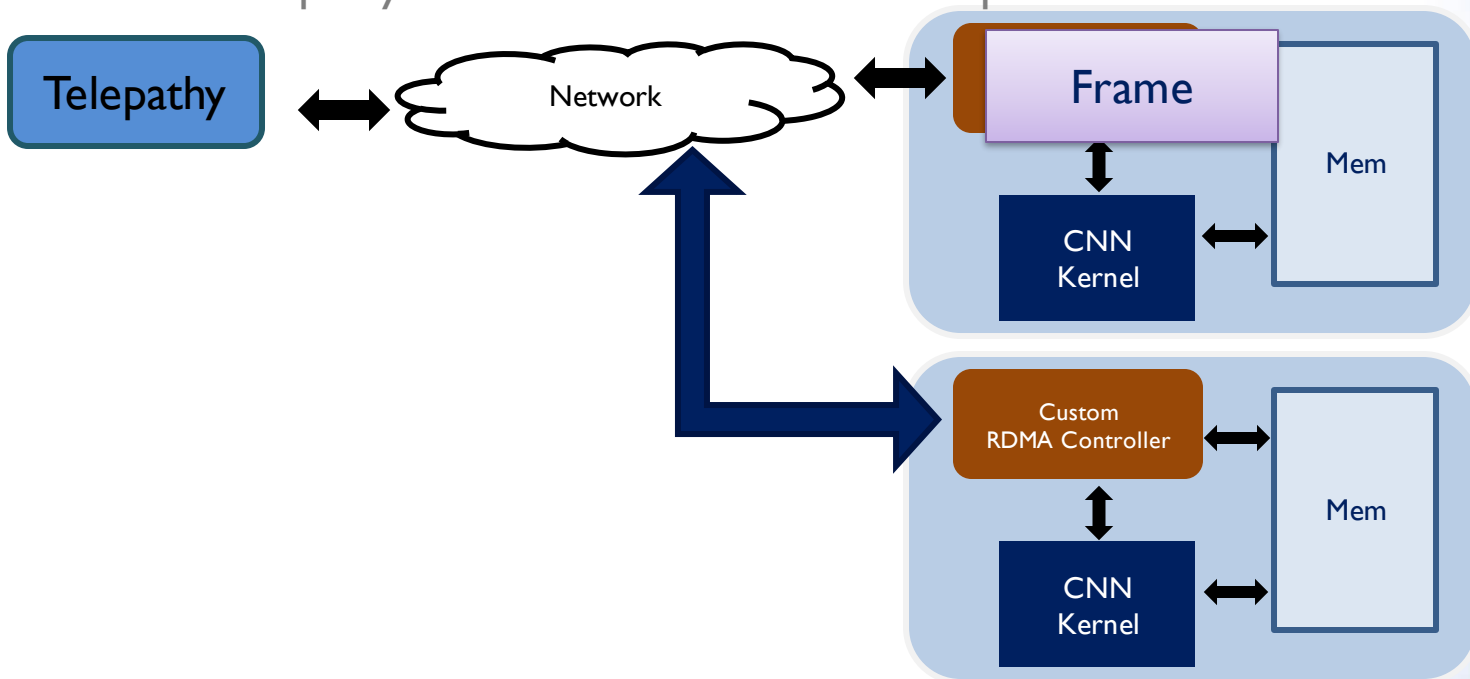 Telepathy
Network
Frame
Mem
CNN
Kernel
Custom
RDMA Controller
Mem
CNN
Kernel